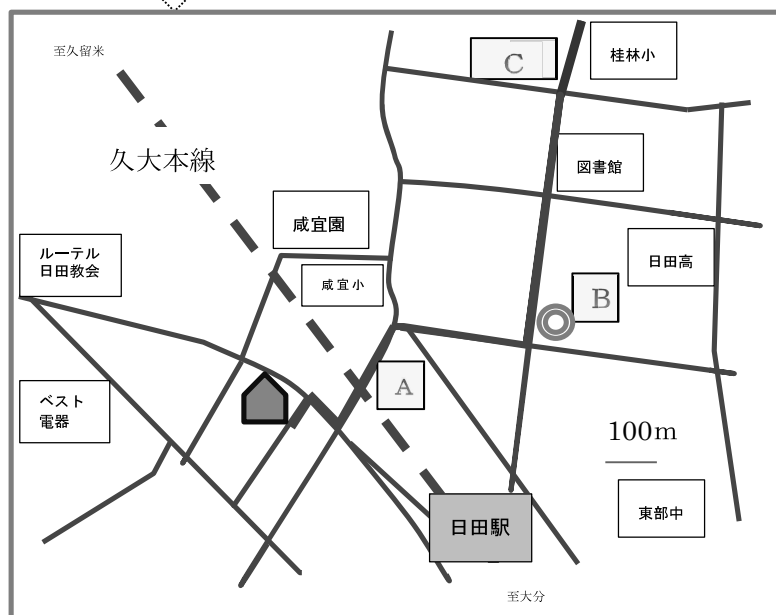 至久留米
C
桂林小
久大本線
図書館
咸宜園
ルーテル
日田教会
日田高
咸宜小
B
A
ベスト
電器
100m
東部中
日田駅
至大分